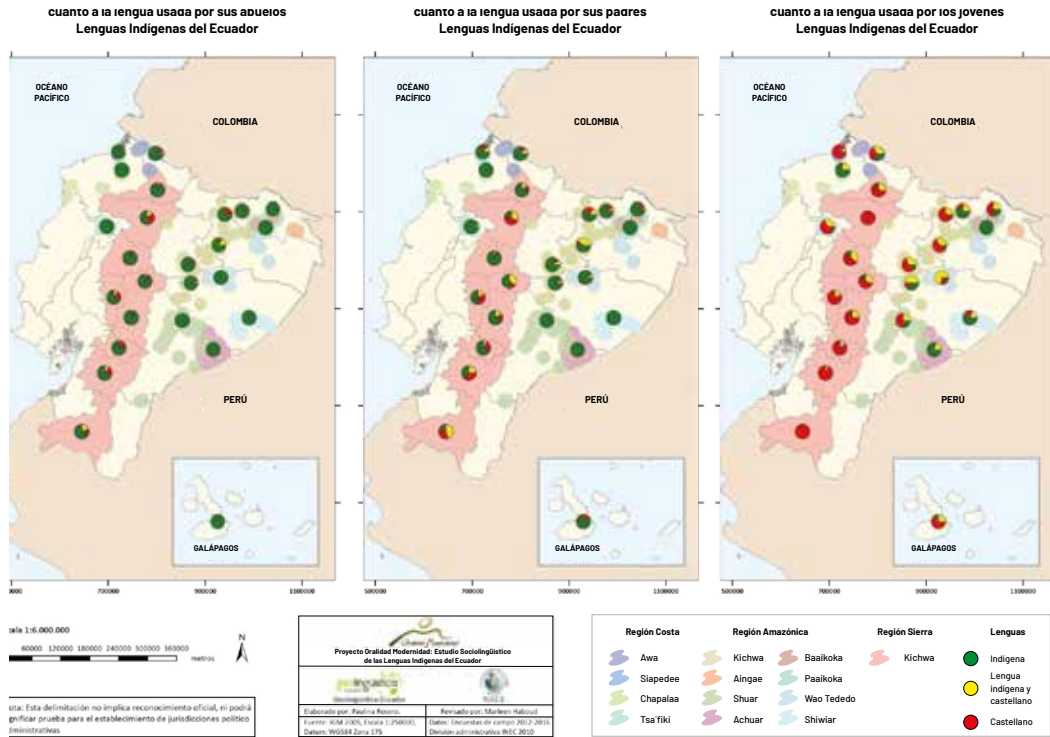 cuanto a la lengua usada por sus abuelos
Lenguas Indígenas del Ecuador
cuanto a la lengua usada por sus padres
Lenguas Indígenas del Ecuador
cuanto a la lengua usada por los jóvenes
Lenguas Indígenas del Ecuador
OCÉANO
PACÍFICO
COLOMBIA
PERÚ
GALÁPAGOS
OCÉANO
PACÍFICO
COLOMBIA
PERÚ
GALÁPAGOS
OCÉANO
PACÍFICO
COLOMBIA
PERÚ
GALÁPAGOS
700000 900000 1100000
700000 900000 1100000
500000 700000 900000 1100000
1:6.000.000
60000 120000 180000 240000 300000 360000
metros
N
Nota: Esta delimitación no implica reconocimiento oficial, ni podrá
significar prueba para el establecimiento de jurisdicciones político
administrativas
Proyecto Oralidad Modernidad: Estudio Sociolingüístico
de las Lenguas Indígenas del Ecuador
geolingüística
Elaborado por: Paulina Rosero.
Revisado por: Marleen Haboud
Fuente: IGM 2005, Escala 1:250000,
Datum: WGS84 Zona 17S
Datos: Encuestas de campo 2012-2016
División administrativa INEC 2010
Región Costa
Awa
Siapedee
Chapalaa
Tsa'fiki
Región Amazónica
Kichwa
Aingae
Shuar
Achuar
Baaikoka
Paaikoka
Wao Tededo
Shiwiar
Región Sierra
Kichwa
Lenguas
Indígena
Lengua
indígena y
castellano
Castellano